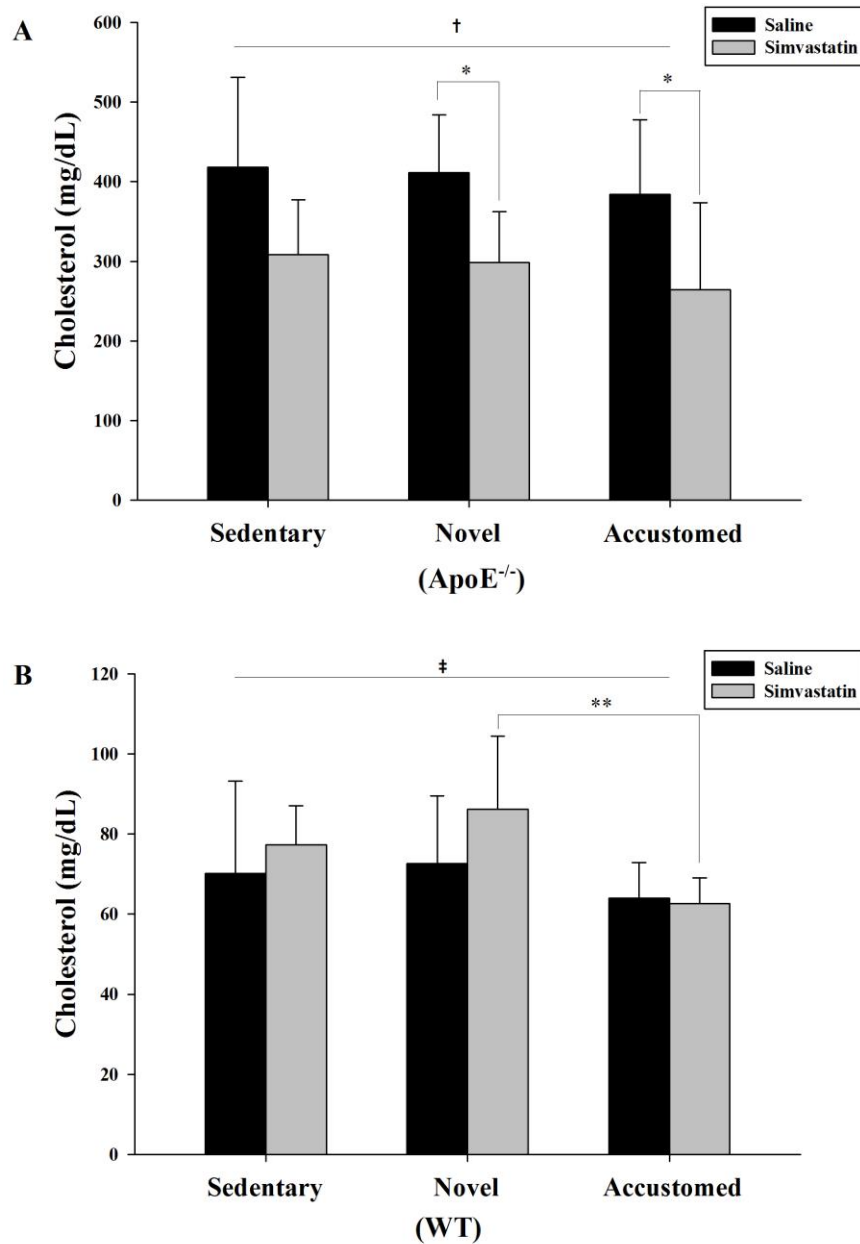 A
†
Saline
Simvastatin
*
*
Cholesterol (mg/dL)
600
500
400
300
200
100
0
Sedentary Novel Accustomed
(ApoE-/-)
B
‡
Saline
Simvastatin
**
Cholesterol (mg/dL)
120
100
80
60
40
20
0
Sedentary Novel Accustomed
(WT)